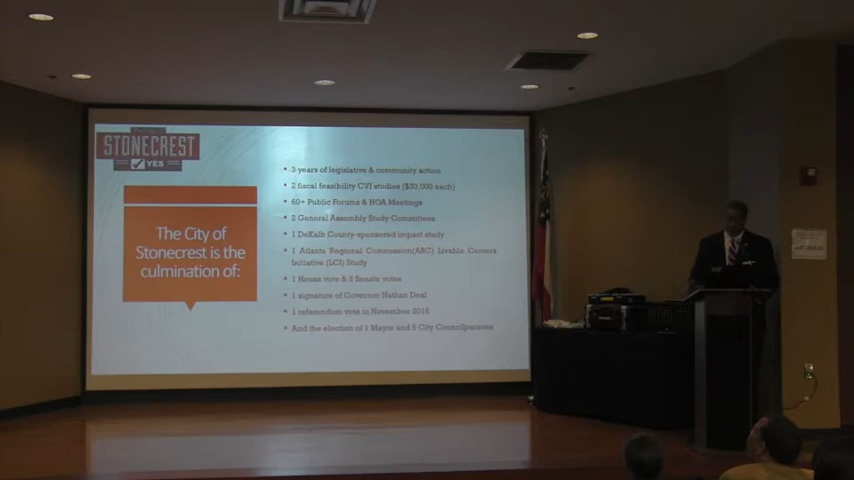 STONECREST
YES
The City of
Stonecrest is the
culmination of:
3 years of legislative & community action
2 fiscal feasibility CVI studies ($30,000 each)
60+ Public Forums & HOA Meetings
2 General Assembly Study Committees
1 DeKalb County-sponsored impact study
1 Atlanta Regional Commission(ARC) Livable Centers
Initiative (LCI) Study
1 House vote & 2 Senate votes
1 signature of Governor Nathan Deal
1 referendum vote in November 2016
And the election of 1 Mayor and 5 City Councilpersons